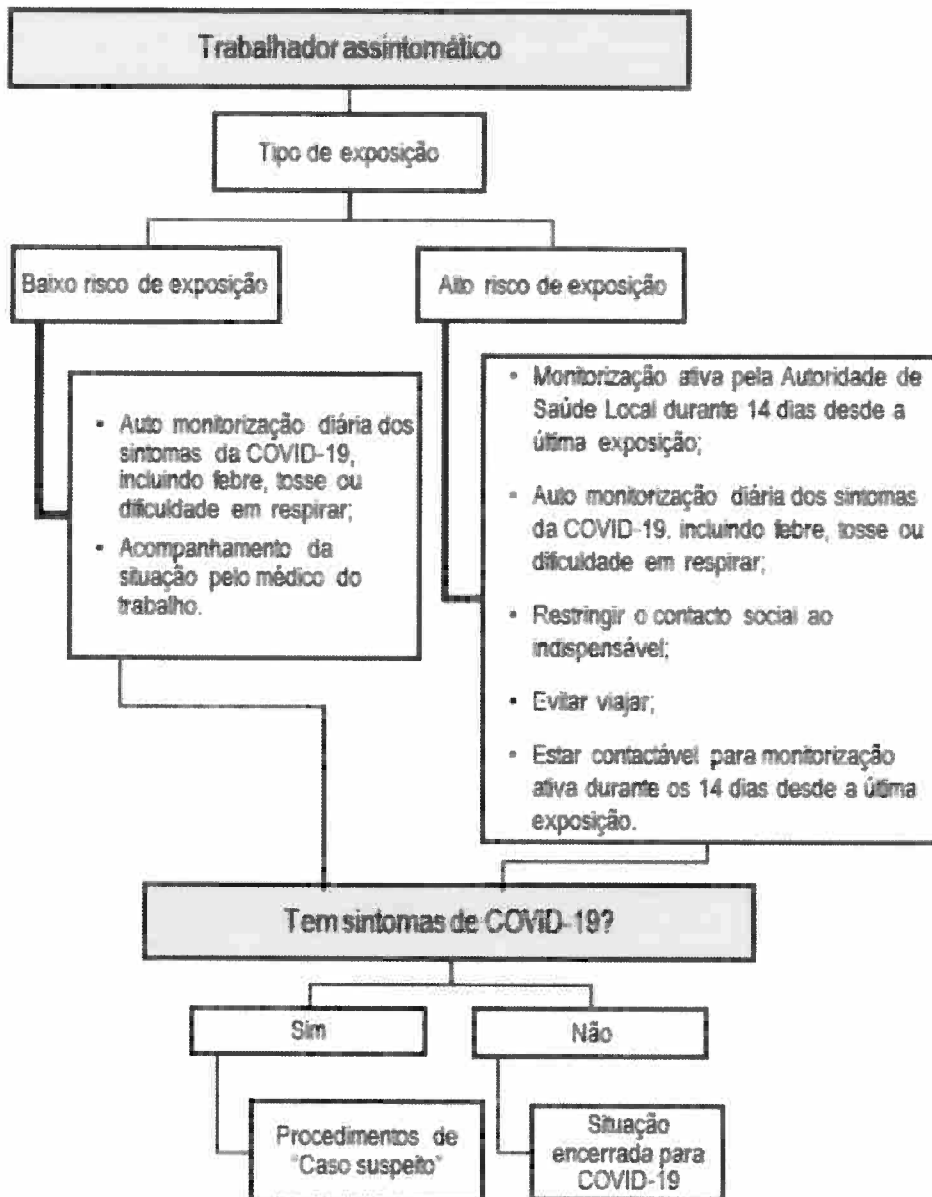 Trabalhador assintomático
Tipo de exposição
Baixo risco de exposição
Alto risco de exposição
• Auto monitorização diária dos
sintomas da COVID-19,
incluindo febre, tosse ou
dificuldade em respirar;
• Acompanhamento da
situação pelo médico do
trabalho.
• Monitorização ativa pela Autoridade de
Saúde Local durante 14 dias desde a
última exposição;
• Auto monitorização diária dos sintomas
da COVID-19, incluindo febre, tosse ou
dificuldade em respirar;
• Restringir o contacto social ao
indispensável;
• Evitar viajar;
• Estar contactável para monitorização
ativa durante os 14 dias desde a última
exposição.
Tem sintomas de COVID-19?
Sim
Não
Procedimentos de
"Caso suspeito"
Situação
encerrada para
COVID-19